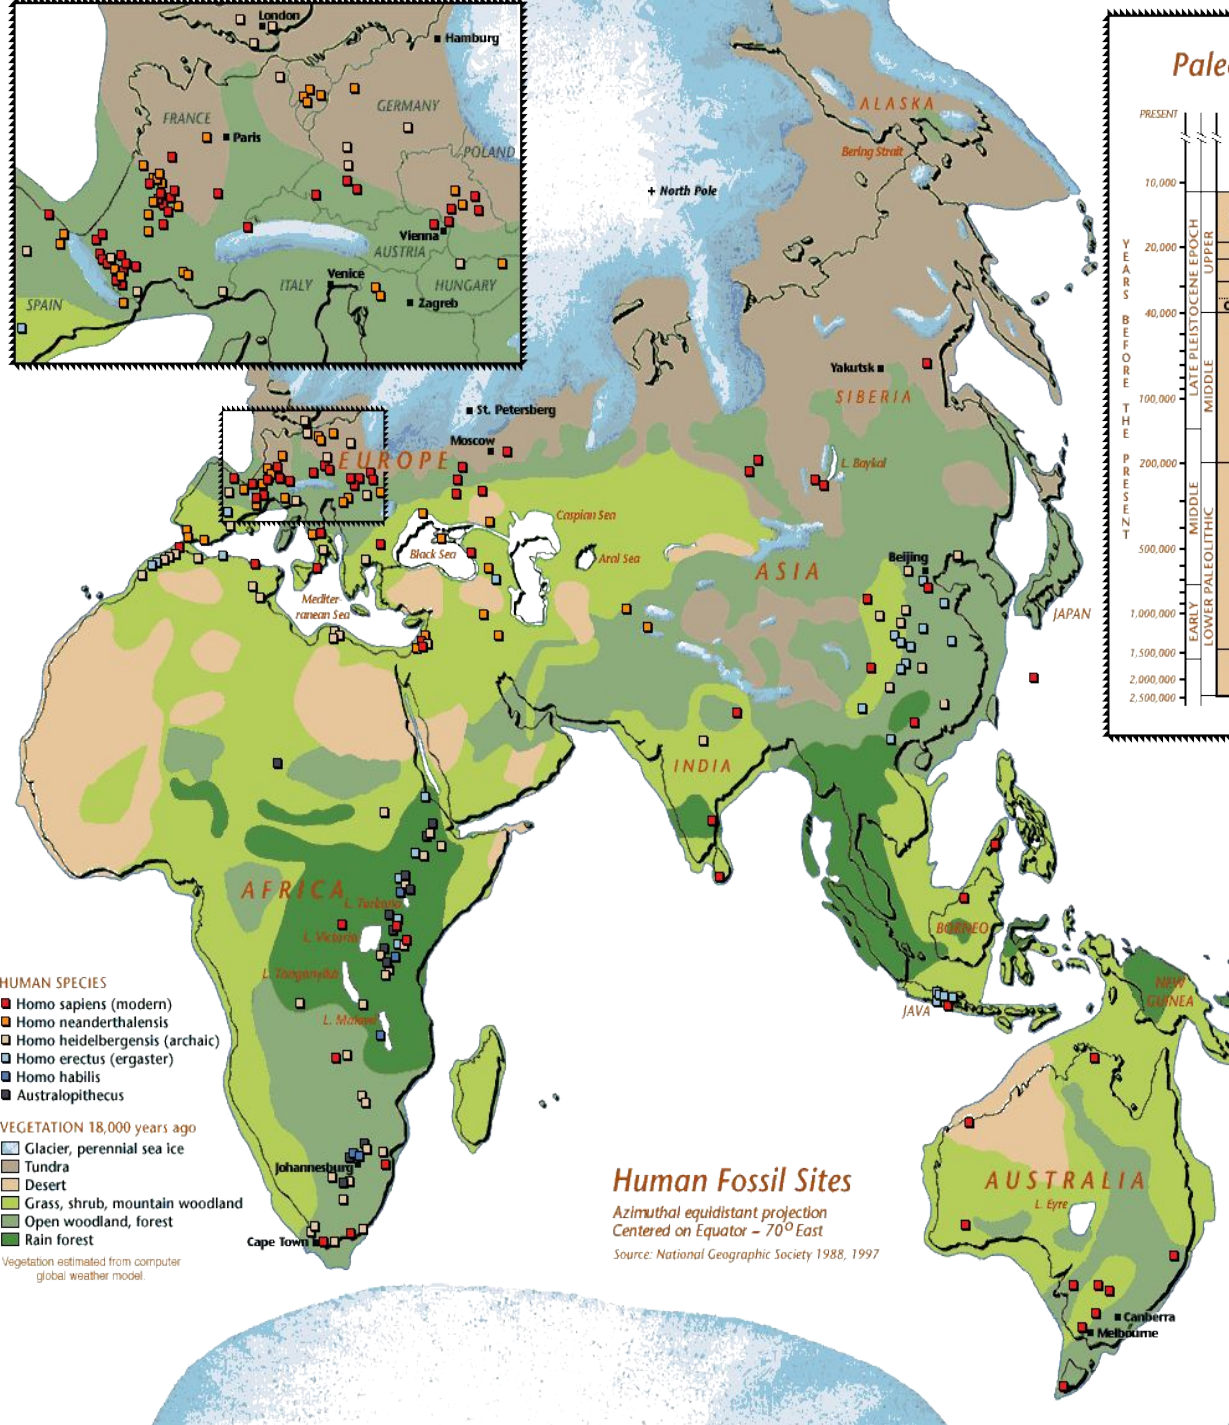 London
Hamburg
FRANCE
GERMANY
Paris
POLAND
Vienna
AUSTRIA
ITALY
Venice
HUNGARY
Zagreb
SPAIN
ALASKA
Bering Strait
+ North Pole
Yakutsk
SIBERIA
St. Petersberg
Moscow
EUROPE
L. Baykal
Caspian Sea
Black Sea
Aral Sea
ASIA
Beijing
JAPAN
Mediter-
ranean Sea
INDIA
AFRICA
L. Turkana
L. Victoria
L. Tanganyika
L. Malawi
BORNEO
JAVA
NEW
GUINEA
Johannesburg
Cape Town
AUSTRALIA
L. Eyre
Canberra
Melbourne
HUMAN SPECIES
Homo sapiens (modern)
Homo neanderthalensis
Homo heidelbergensis (archaic)
Homo erectus (ergaster)
Homo habilis
Australopithecus
VEGETATION 18,000 years ago
Glacier, perennial sea ice
Tundra
Desert
Grass, shrub, mountain woodland
Open woodland, forest
Rain forest
Vegetation estimated from computer
global weather model.
Human Fossil Sites
Azimuthal equidistant projection
Centered on Equator – 70º East
Source: National Geographic Society 1988, 1997
PRESENT
10,000
20,000
40,000
100,000
200,000
500,000
1,000,000
1,500,000
2,000,000
2,500,000
YEARS BEFORE THE PRESENT
LATE PLEISTOCENE EPOCH
MIDDLE
EARLY
UPPER
MIDDLE
LOWER PALEOLITHIC